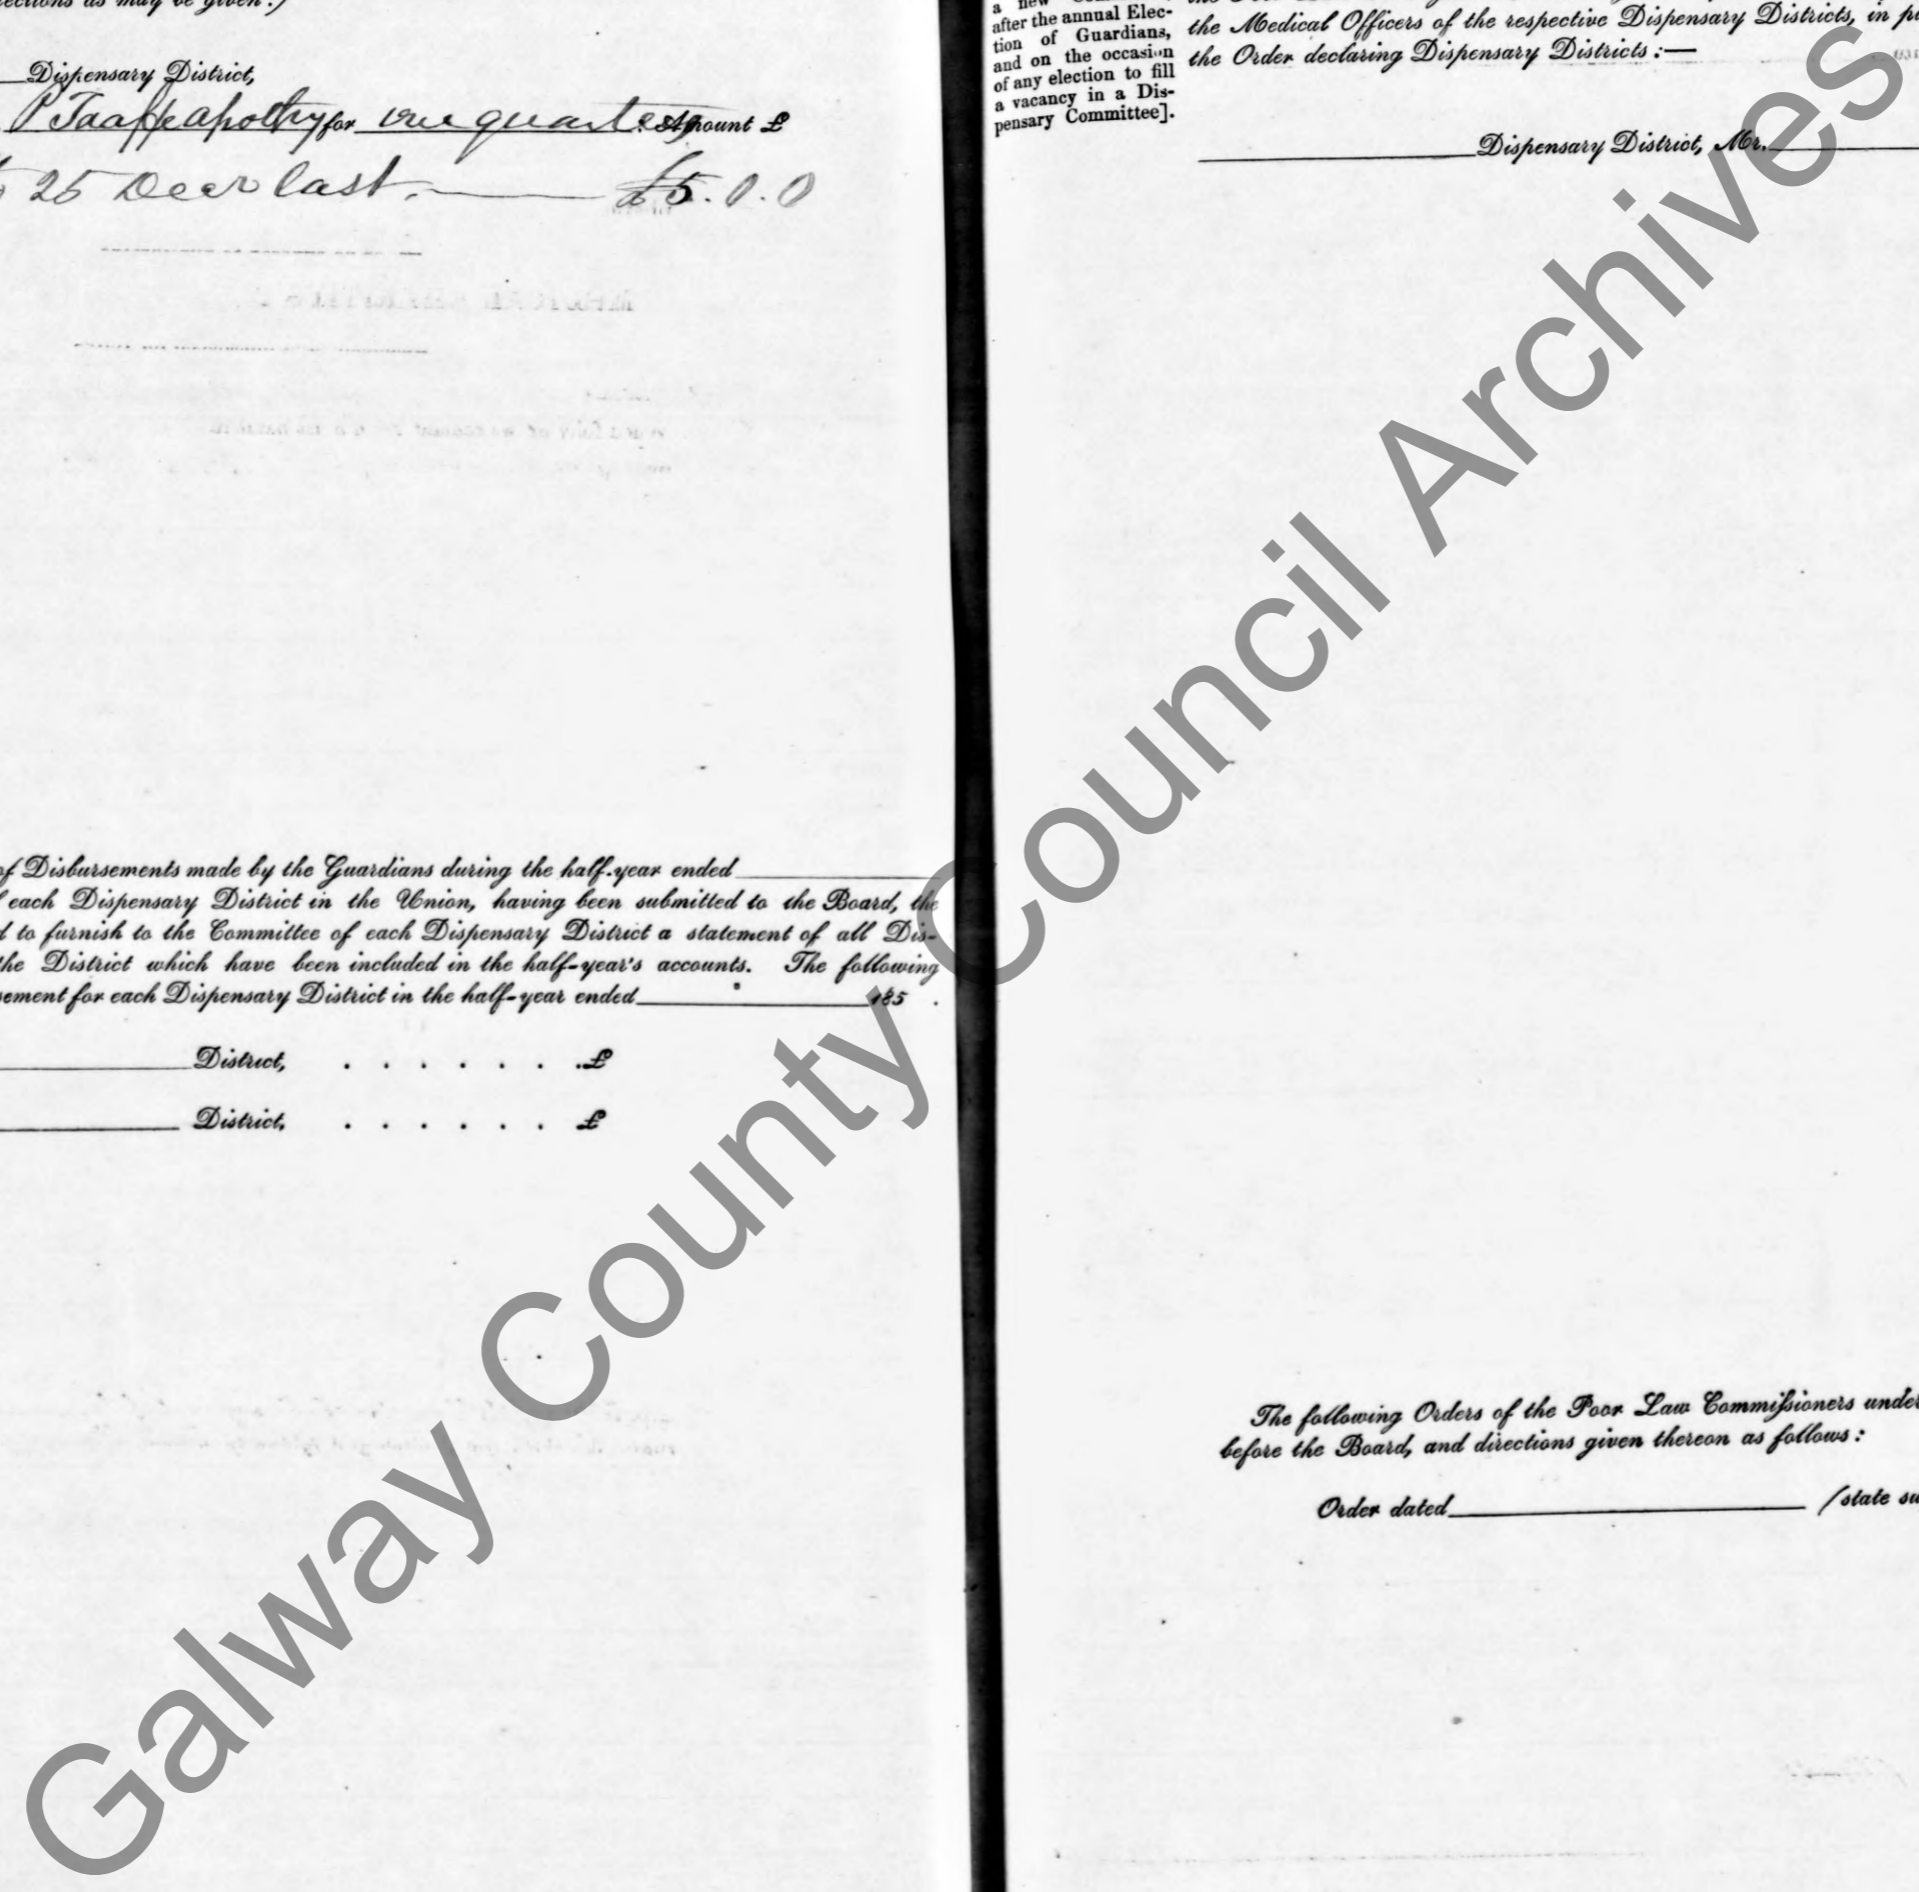 ections as may be given.)
Dispensary District,
P Taaffe apothy for one quarter Amount £
25 Decr last. £5.0.0
of Disbursements made by the Guardians during the half-year ended
each Dispensary District in the Union, having been submitted to the Board, the
d to furnish to the Committee of each Dispensary District a statement of all Dis-
the District which have been included in the half-year's accounts. The following
sement for each Dispensary District in the half-year ended 185 .
District, . . . . . . . £
District, . . . . . . £
a new
after the annual Elec-
tion of Guardians,
and on the occasion
of any election to fill
a vacancy in a Dis-
pensary Committee].
the Medical Officers of the respective Dispensary Districts, in
the Order declaring Dispensary Districts :—
Dispensary District, Mr.
The following Orders of the Poor Law Commissioners under
before the Board, and directions given thereon as follows :
Order dated (state su
Galway County Council Archives